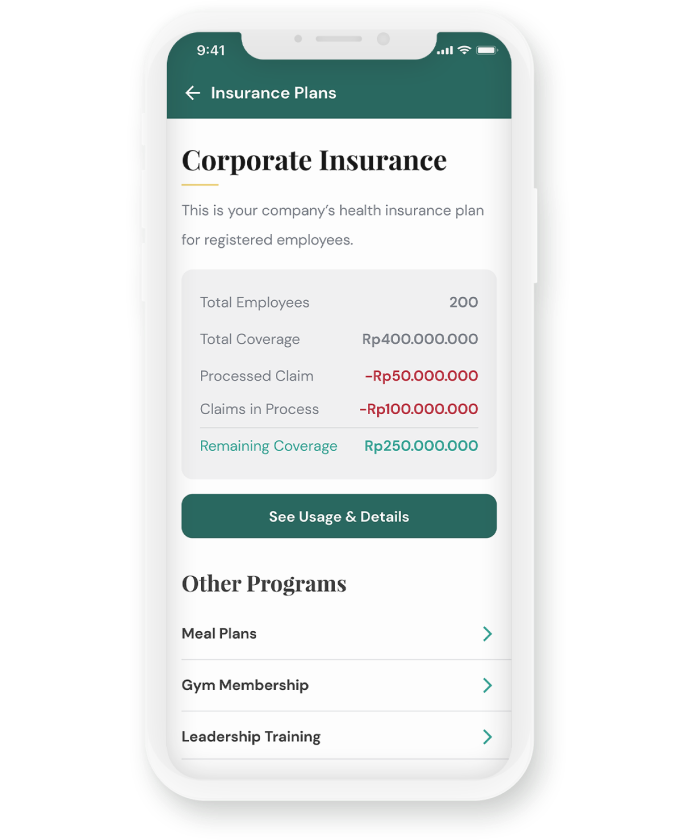 9:41
Insurance Plans
Corporate Insurance
This is your company’s health insurance plan
for registered employees.
Total Employees 200
Total Coverage Rp400.000.000
Processed Claim -Rp50.000.000
Claims in Process -Rp100.000.000
Remaining Coverage Rp250.000.000
See Usage & Details
Other Programs
Meal Plans
Gym Membership
Leadership Training